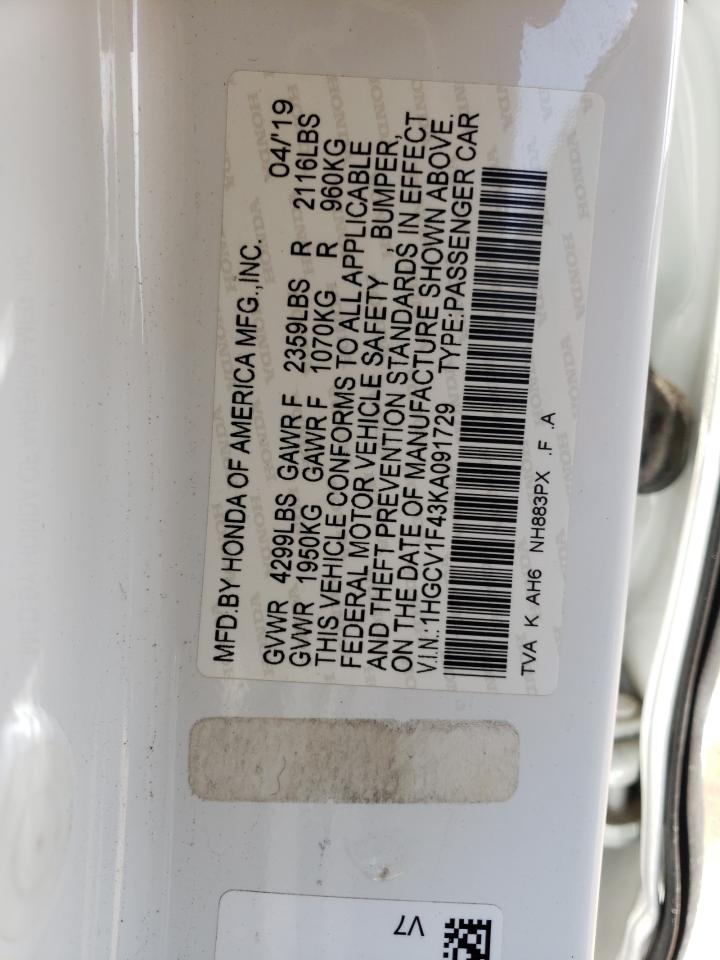 MFD.BY HONDA OF AMERICA MFG.,INC. 04/'19
GVWR 4299LBS GAWR F 2359LBS R 2116LBS
GVWR 1950KG GAWR F 1070KG R 960KG
THIS VEHICLE CONFORMS TO ALL APPLICABLE
FEDERAL MOTOR VEHICLE SAFETY , BUMPER,
AND THEFT PREVENTION STANDARDS IN EFFECT
ON THE DATE OF MANUFACTURE SHOWN ABOVE.
V.I.N.:1HGCV1F43KA091729 TYPE:PASSENGER CAR
TVA K AH6 NH883PX .F .A
V7